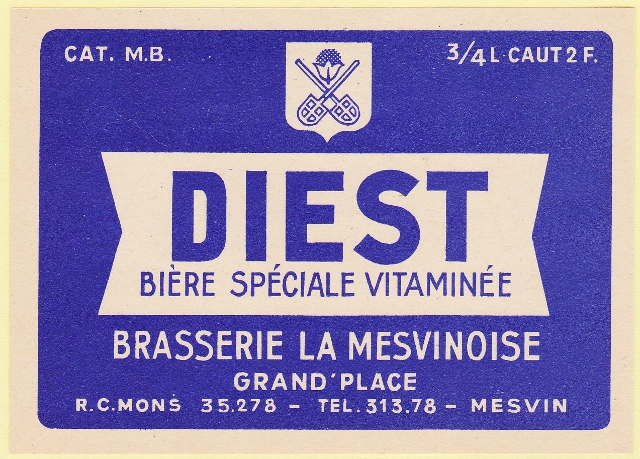 CAT. M.B.
3/4 L CAUT 2 F.
DIEST
BIÈRE SPÉCIALE VITAMINÉE
BRASSERIE LA MESVINOISE
GRAND'PLACE
R.C.MONS 35.278 - TEL. 313.78 - MESVIN